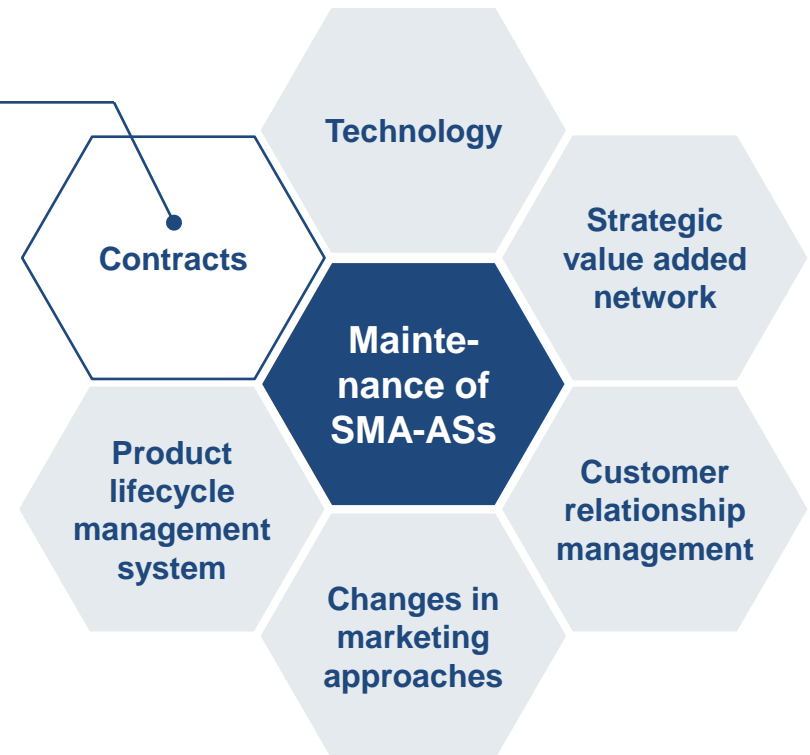 Technology
Strategic
value added
network
Contracts
Mainte-
nance of
SMA-ASs
Product
lifecycle
management
system
Customer
relationship
management
Changes in
marketing
approaches